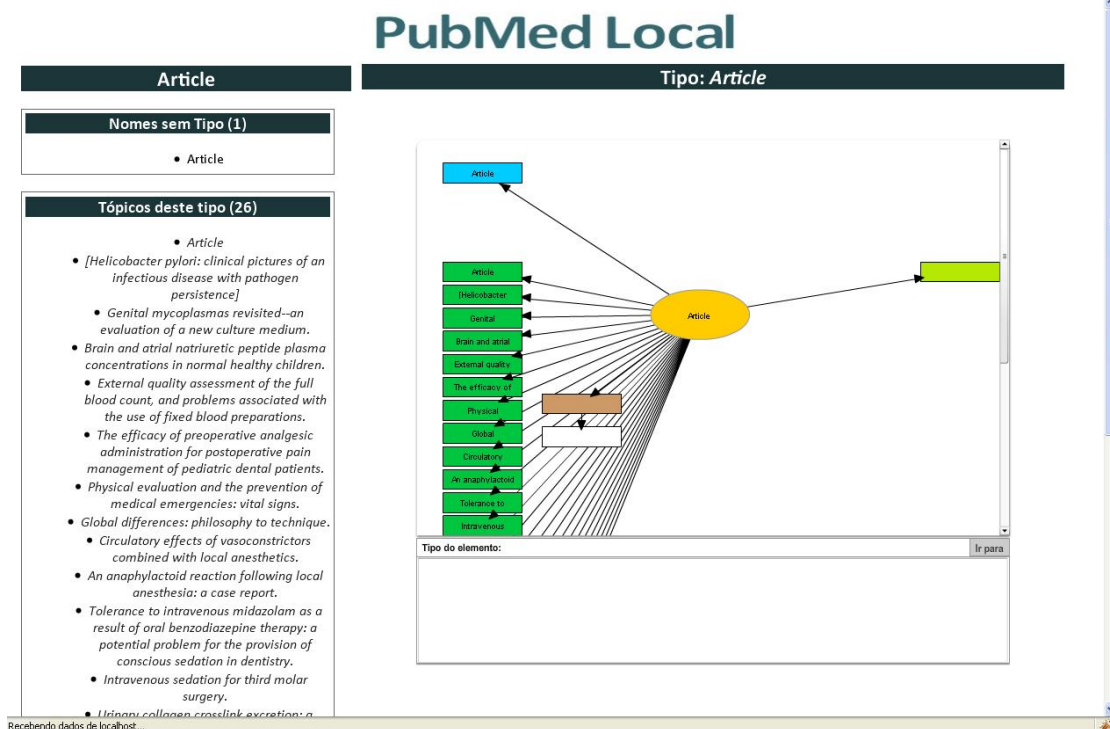 PubMed Local
Article
Tipo: Article
Nomes sem Tipo (1)
• Article
Tópicos deste tipo (26)
• Article
• [Helicobacter pylori: clinical pictures of an
infectious disease with pathogen
persistence]
• Genital mycoplasmas revisited--an
evaluation of a new culture medium.
• Brain and atrial natriuretic peptide plasma
concentrations in normal healthy children.
• External quality assessment of the full
blood count, and problems associated with
the use of fixed blood preparations.
• The efficacy of preoperative analgesic
administration for postoperative pain
management of pediatric dental patients.
• Physical evaluation and the prevention of
medical emergencies: vital signs.
• Global differences: philosophy to technique.
• Circulatory effects of vasoconstrictors
combined with local anesthetics.
• An anaphylactoid reaction following local
anesthesia: a case report.
• Tolerance to intravenous midazolam as a
result of oral benzodiazepine therapy: a
potential problem for the provision of
conscious sedation in dentistry.
• Intravenous sedation for third molar
surgery.
• Urinary collagen crosslink excretion: a
Article
Article
[Helicobacter
Genital
Brain and atrial
External quality
The efficacy of
Physical
Global
Circulatory
An anaphylactoid
Tolerance to
Intravenous
Article
Tipo do elemento:
Ir para
Recebendo dados de localhost...